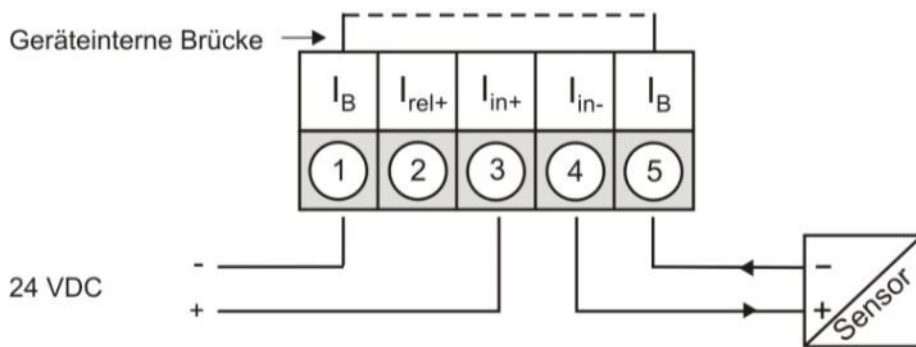 Geräteinterne Brücke
I_B I_rel+ I_in+ I_in- I_B
1 2 3 4 5
24 VDC
-
+
-
+
Sensor